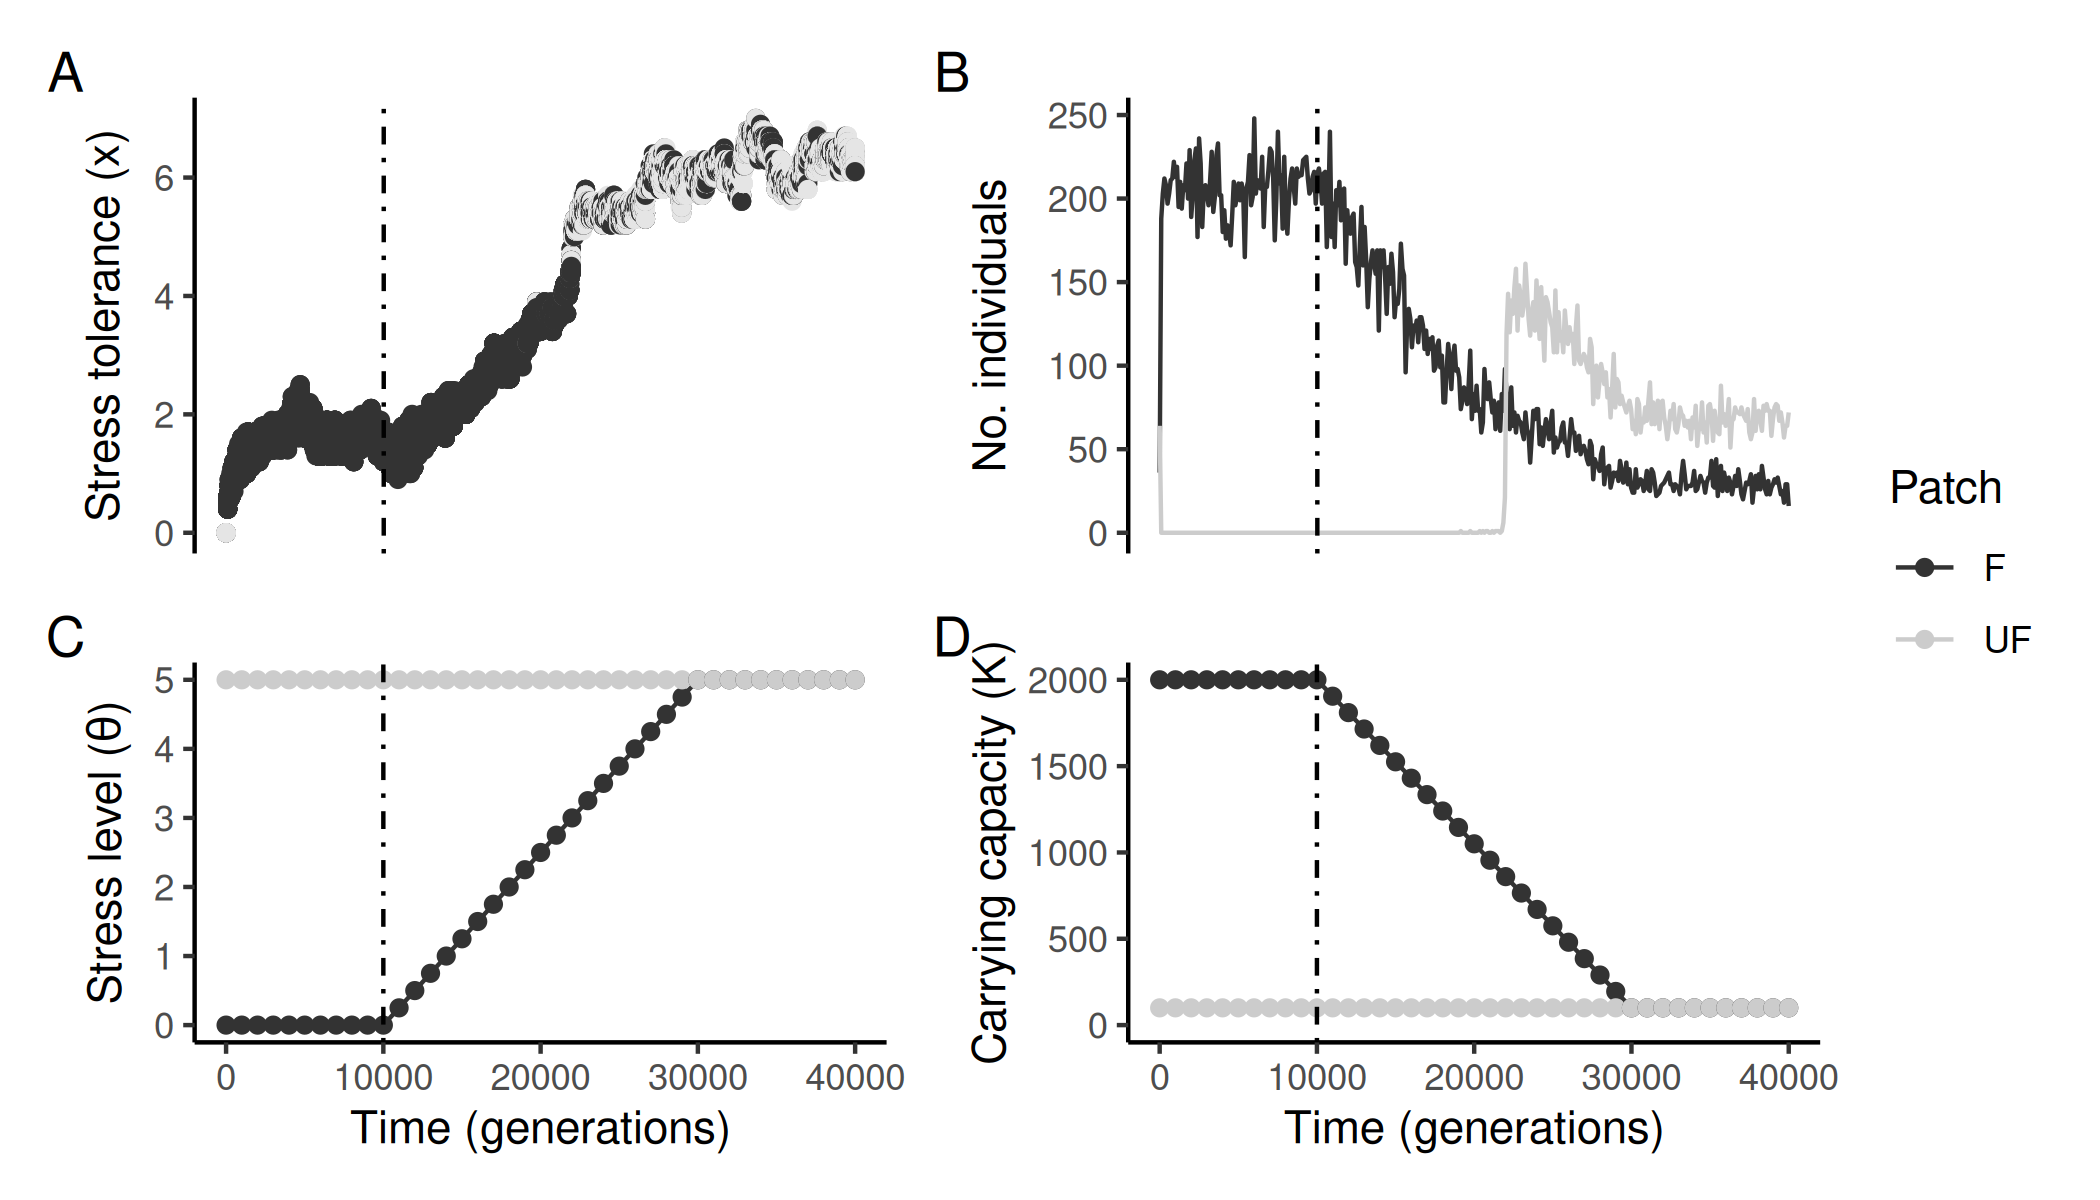 A
Stress tolerance (x)
6
4
2
0
B
No. individuals
250
200
150
100
50
0
C
Stress level (θ)
5
4
3
2
1
0
0 10000 20000 30000 40000
Time (generations)
D
Carrying capacity (K)
2000
1500
1000
500
0
0 10000 20000 30000 40000
Time (generations)
Patch
F
UF